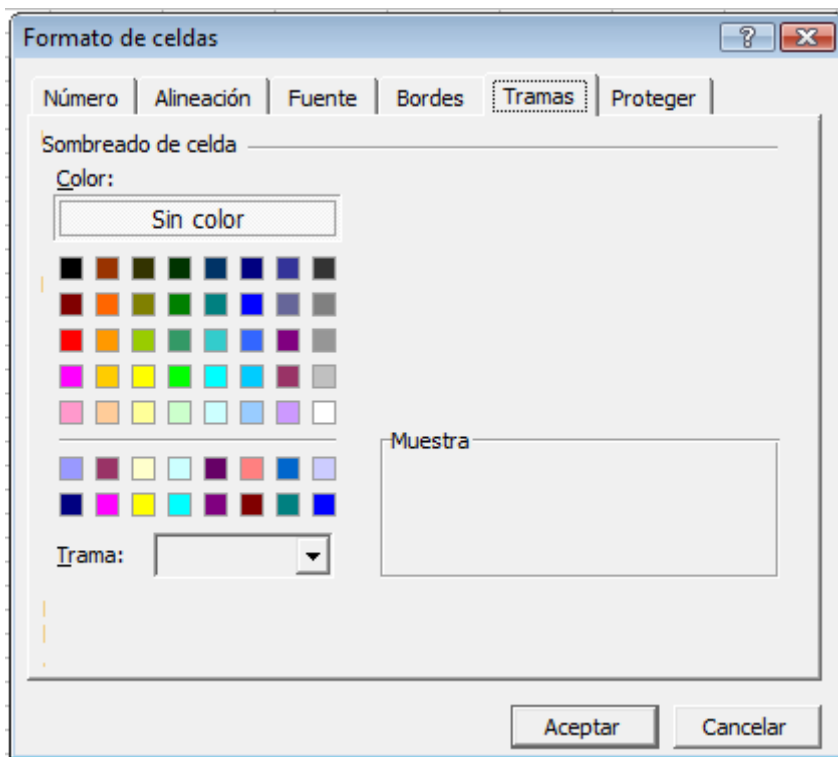 Formato de celdas
Número Alineación Fuente Bordes Tramas Proteger
Sombreado de celda
Color:
Sin color
Muestra
Trama:
Aceptar Cancelar